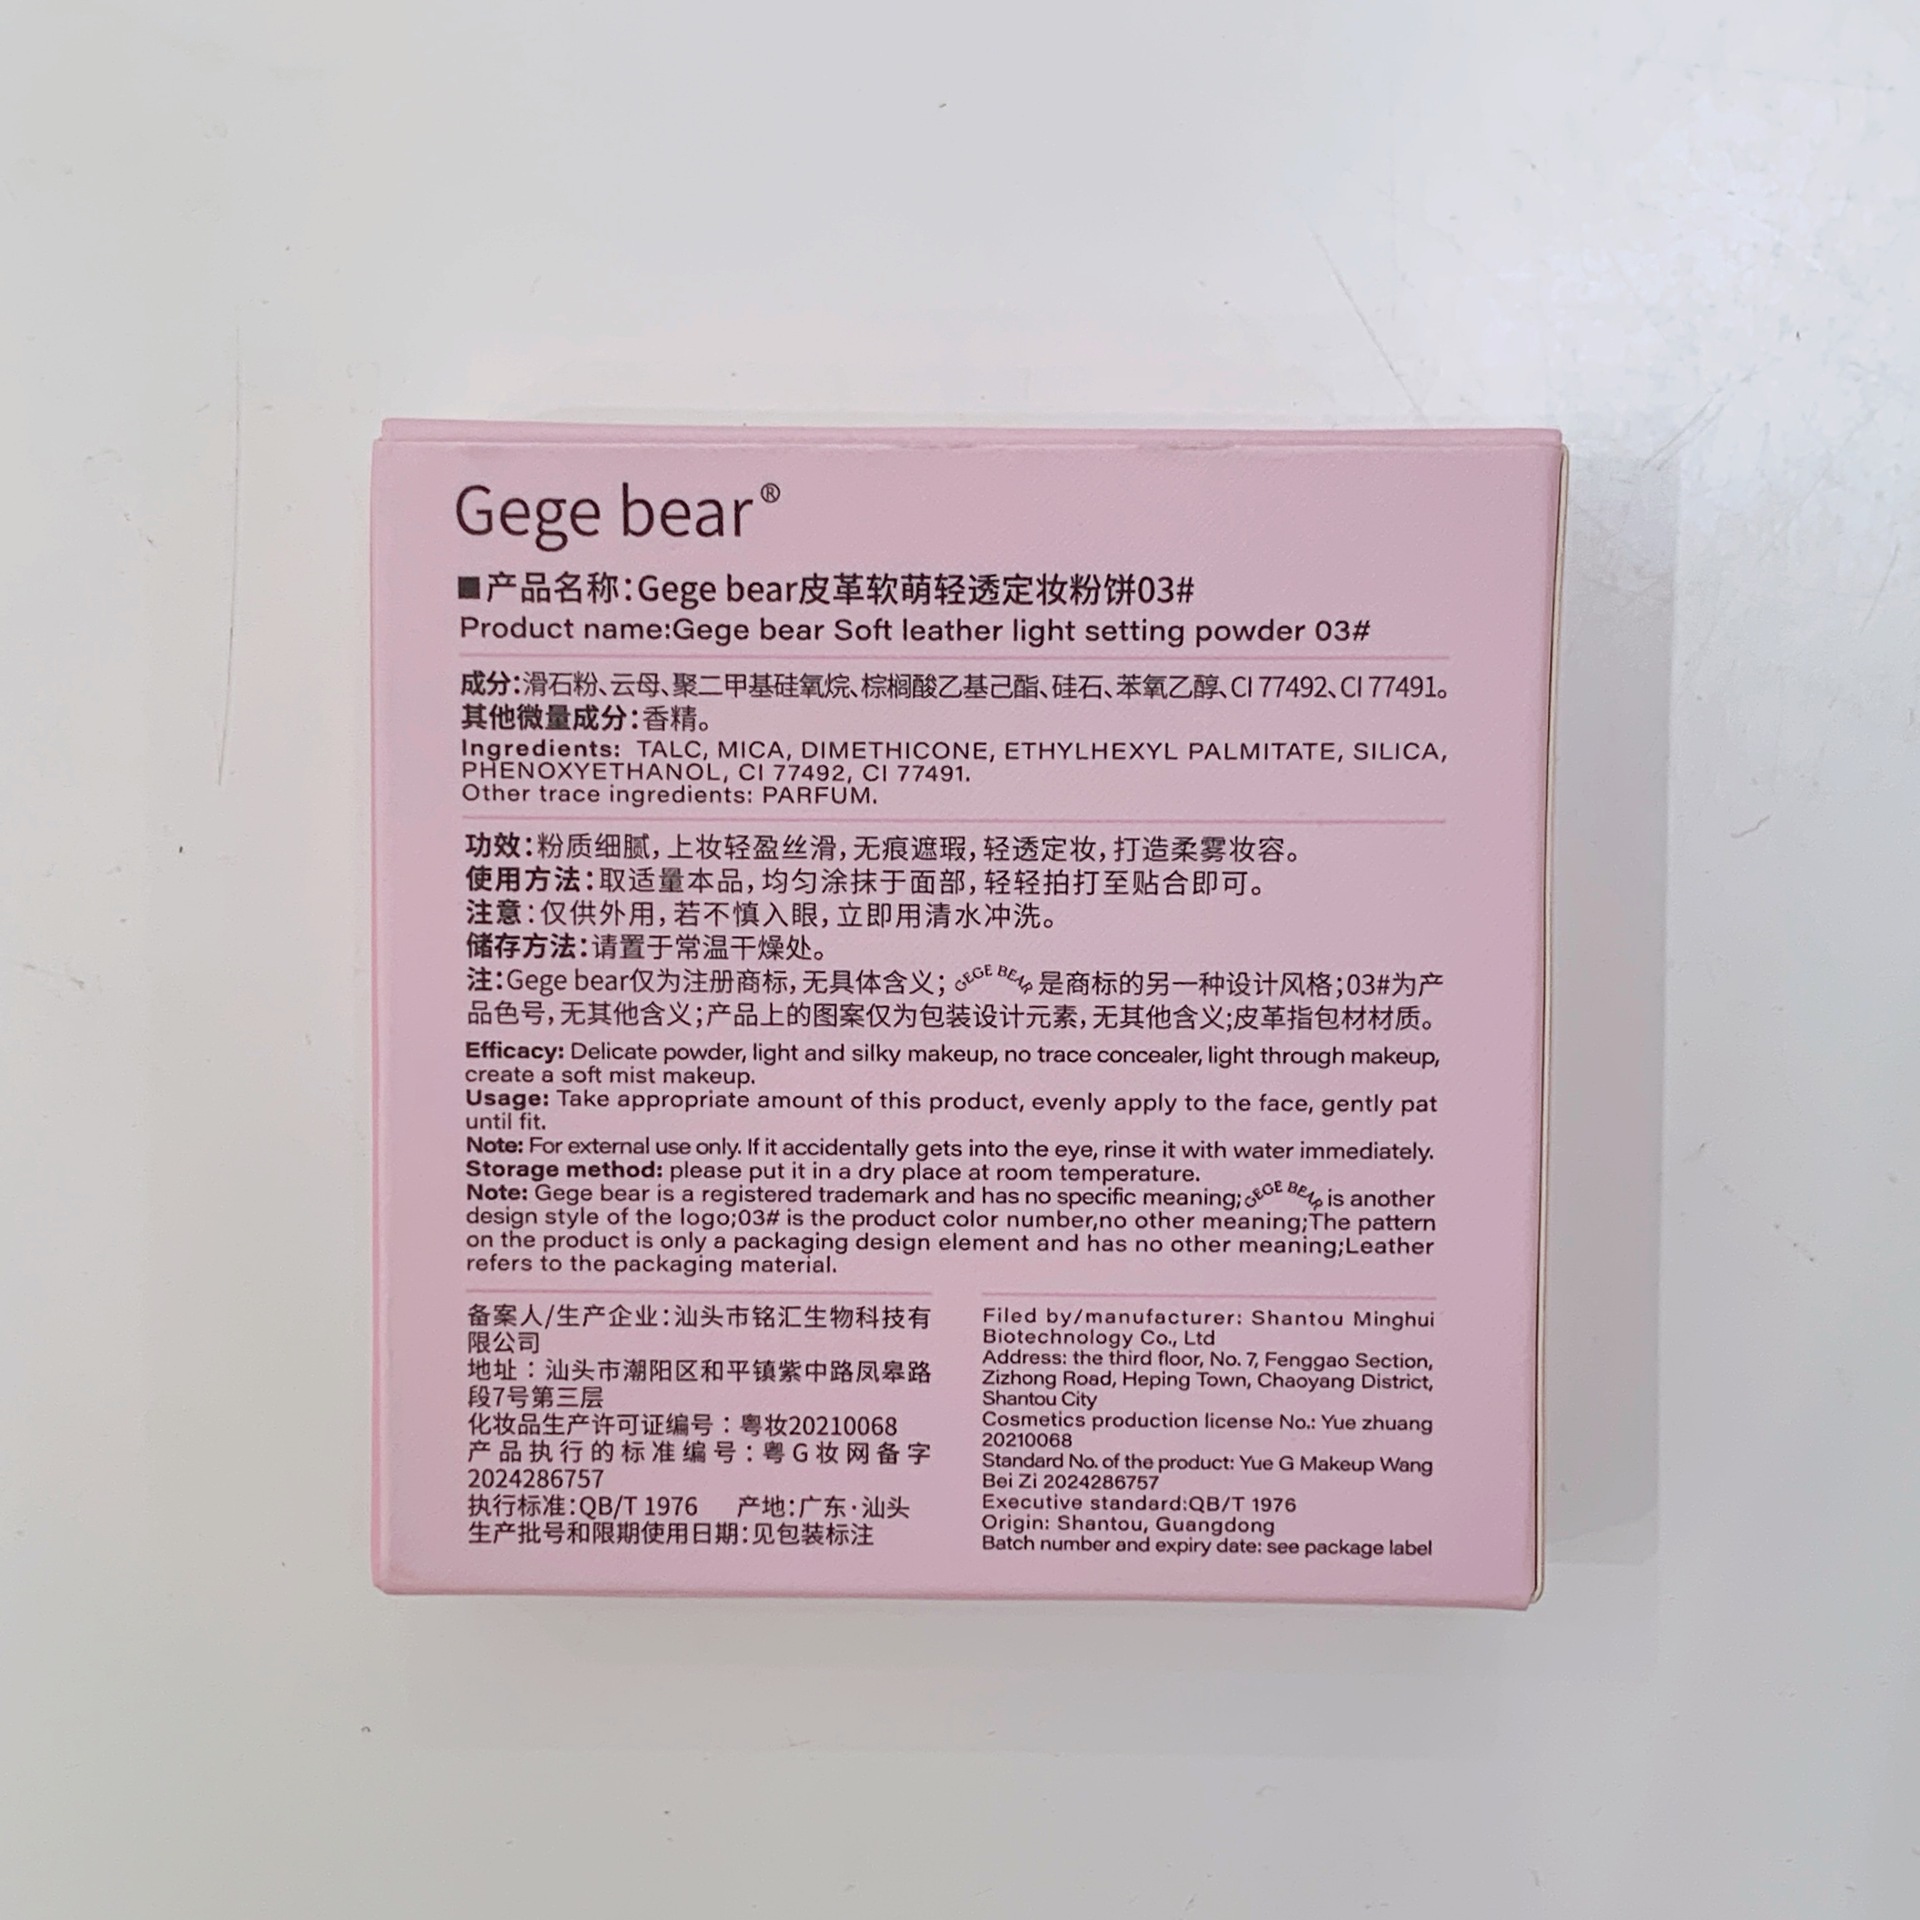 Gege bear®
■产品名称:Gege bear皮革软萌轻透定妆粉饼03#
Product name:Gege bear Soft leather light setting powder 03#
成分:滑石粉、云母、聚二甲基硅氧烷、棕榈酸乙基己酯、硅石、苯氧乙醇、CI 77492、CI 77491。
其他微量成分:香精。
Ingredients: TALC, MICA, DIMETHICONE, ETHYLHEXYL PALMITATE, SILICA,
PHENOXYETHANOL, CI 77492, CI 77491.
Other trace ingredients: PARFUM.
功效:粉质细腻,上妆轻盈丝滑,无痕遮瑕,轻透定妆,打造柔雾妆容。
使用方法:取适量本品,均匀涂抹于面部,轻轻拍打至贴合即可。
注意:仅供外用,若不慎入眼,立即用清水冲洗。
储存方法:请置于常温干燥处。
注:Gege bear仅为注册商标,无具体含义; GEGE BEAR 是商标的另一种设计风格;03#为产
品色号,无其他含义;产品上的图案仅为包装设计元素,无其他含义;皮革指包材材质。
Efficacy: Delicate powder, light and silky makeup, no trace concealer, light through makeup,
create a soft mist makeup.
Usage: Take appropriate amount of this product, evenly apply to the face, gently pat
until fit.
Note: For external use only. If it accidentally gets into the eye, rinse it with water immediately.
Storage method: please put it in a dry place at room temperature.
Note: Gege bear is a registered trademark and has no specific meaning; GEGE BEAR is another
design style of the logo;03# is the product color number,no other meaning;The pattern
on the product is only a packaging design element and has no other meaning;Leather
refers to the packaging material.
备案人/生产企业:汕头市铭汇生物科技有
限公司
地址：汕头市潮阳区和平镇紫中路凤皋路
段7号第三层
化妆品生产许可证编号：粤妆20210068
产品执行的标准编号:粤G妆网备字
2024286757
执行标准:QB/T 1976 产地:广东·汕头
生产批号和限期使用日期:见包装标注
Filed by/manufacturer: Shantou Minghui
Biotechnology Co., Ltd
Address: the third floor, No. 7, Fenggao Section,
Zizhong Road, Heping Town, Chaoyang District,
Shantou City
Cosmetics production license No.: Yue zhuang
20210068
Standard No. of the product: Yue G Makeup Wang
Bei Zi 2024286757
Executive standard:QB/T 1976
Origin: Shantou, Guangdong
Batch number and expiry date: see package label